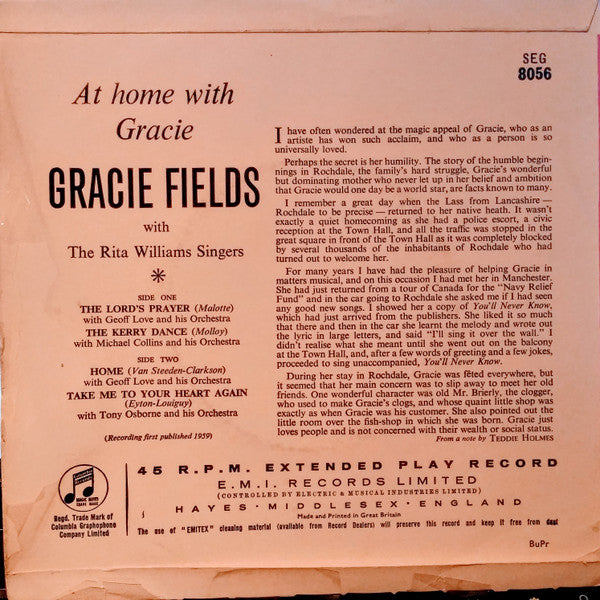 SEG
8056
At home with
Gracie
GRACIE FIELDS
with
The Rita Williams Singers
*
SIDE ONE
THE LORD'S PRAYER (Malotte)
with Geoff Love and his Orchestra
THE KERRY DANCE (Molloy)
with Michael Collins and his Orchestra
SIDE TWO
HOME (Van Steeden-Clarkson)
with Geoff Love and his Orchestra
TAKE ME TO YOUR HEART AGAIN
(Eyton-Louiguy)
with Tony Osborne and his Orchestra
(Recording first published 1959)
I have often wondered at the magic appeal of Gracie, who as an
artiste has won such acclaim, and who as a person is so
universally loved.
Perhaps the secret is her humility. The story of the humble begin-
nings in Rochdale, the family's hard struggle, Gracie's wonderful
but dominating mother who never let up in her belief and ambition
that Gracie would one day be a world star, are facts known to many.
I remember a great day when the Lass from Lancashire—
Rochdale to be precise—returned to her native heath. It wasn't
exactly a quiet homecoming as she had a police escort, a civic
reception at the Town Hall, and all the traffic was stopped in the
great square in front of the Town Hall as it was completely blocked
by several thousands of the inhabitants of Rochdale who had
turned out to welcome her.
For many years I have had the pleasure of helping Gracie in
matters musical, and on this occasion I had met her in Manchester.
She had just returned from a tour of Canada for the "Navy Relief
Fund" and in the car going to Rochdale she asked me if I had seen
any good new songs. I showed her a copy of You'll Never Know,
which had just arrived from the publishers. She liked it so much
that there and then in the car she learnt the melody and wrote out
the lyric in large letters, and said "I'll sing it over the wall." I
didn't realise what she meant until she went out on the balcony
at the Town Hall, and, after a few words of greeting and a few jokes,
proceeded to sing unaccompanied, You'll Never Know.
During her stay in Rochdale, Gracie was fêted everywhere, but
it seemed that her main concern was to slip away to meet her old
friends. One wonderful character was old Mr. Brierly, the clogger,
who used to make Gracie's clogs, and whose quaint little shop was
exactly as when Gracie was his customer. She also pointed out the
little room over the fish-shop in which she was born. Gracie just
loves people and is not concerned with their wealth or social status.
From a note by TEDDIE HOLMES
MAGIC NOTES
TRADE MARK
Regd. Trade Mark of
Columbia Graphophone
Company Limited
45 R.P.M. EXTENDED PLAY RECORD
E.M.I. RECORDS LIMITED
(CONTROLLED BY ELECTRIC & MUSICAL INDUSTRIES LIMITED)
HAYES · MIDDLESEX · ENGLAND
Made and Printed in Great Britain
The use of "EMITEX" cleaning material (available from Record Dealers) will preserve this record and keep it free from dust
BuPr